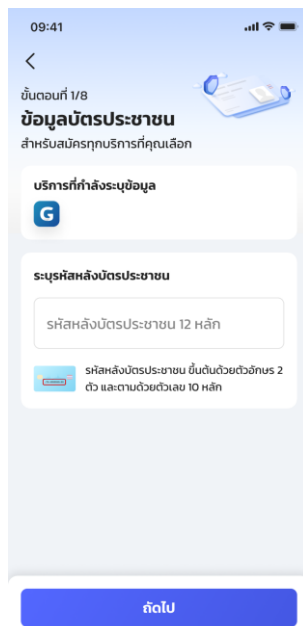 09:41
ขั้นตอนที่ 1/8
ข้อมูลบัตรประชาชน
สำหรับสมัครทุกบริการที่คุณเลือก
บริการที่กำลังระบุข้อมูล
G
ระบุรหัสหลังบัตรประชาชน
รหัสหลังบัตรประชาชน 12 หลัก
รหัสหลังบัตรประชาชน ขึ้นต้นด้วยตัวอักษร 2
ตัว และตามด้วยตัวเลข 10 หลัก
ถัดไป